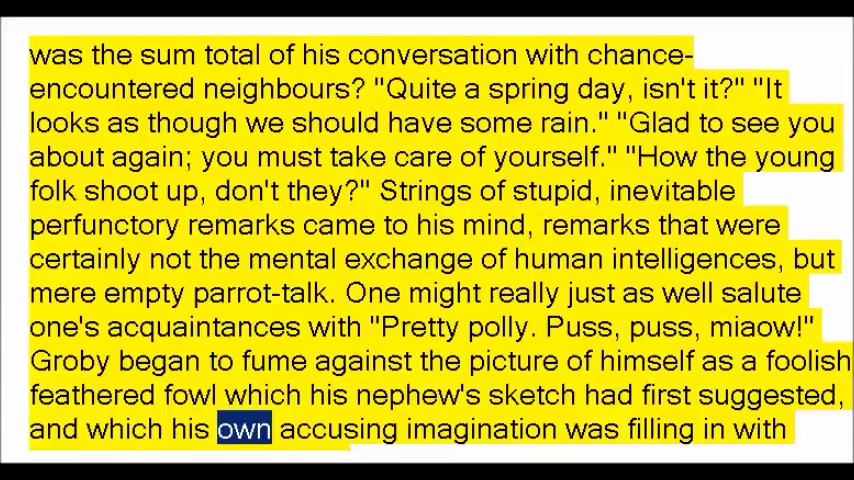 was the sum total of his conversation with chance-
encountered neighbours? "Quite a spring day, isn't it?" "It
looks as though we should have some rain." "Glad to see you
about again; you must take care of yourself." "How the young
folk shoot up, don't they?" Strings of stupid, inevitable
perfunctory remarks came to his mind, remarks that were
certainly not the mental exchange of human intelligences, but
mere empty parrot-talk. One might really just as well salute
one's acquaintances with "Pretty polly. Puss, puss, miaow!"
Groby began to fume against the picture of himself as a foolish
feathered fowl which his nephew's sketch had first suggested,
and which his own accusing imagination was filling in with